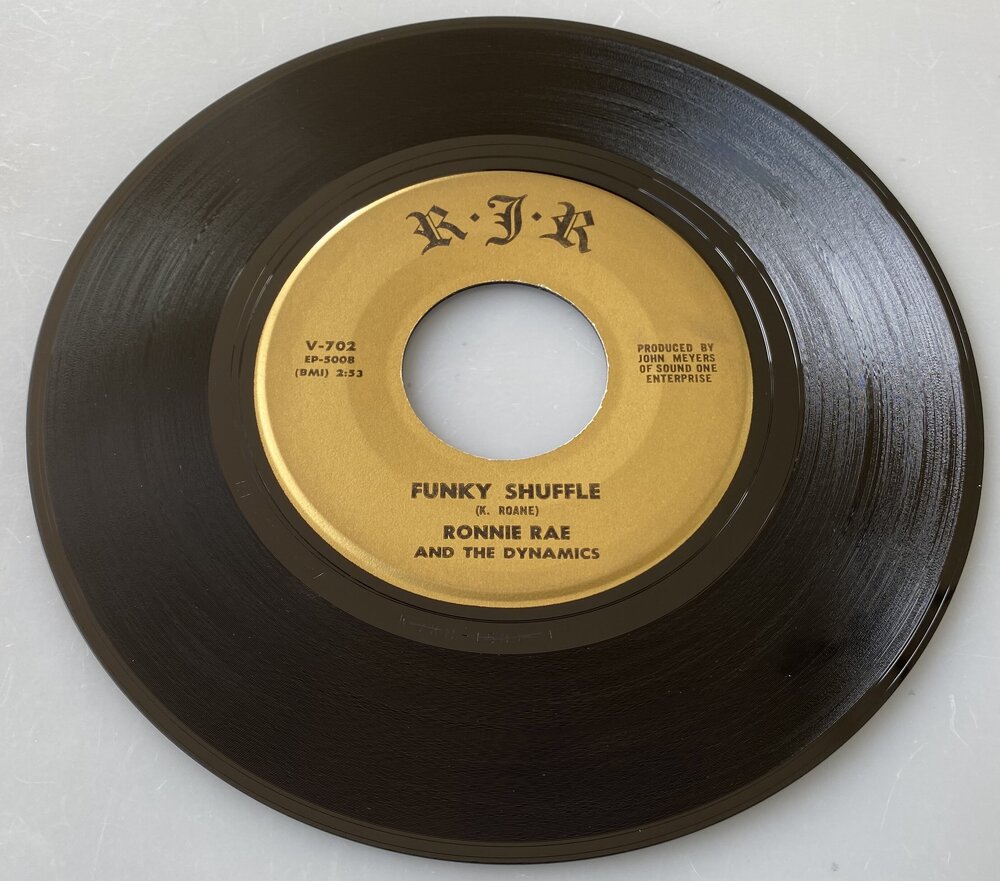 R·J·R
V-702
EP-5008
(BMI) 2:53
PRODUCED BY
JOHN MEYERS
OF SOUND ONE
ENTERPRISE
FUNKY SHUFFLE
(K. ROANE)
RONNIE RAE
AND THE DYNAMICS